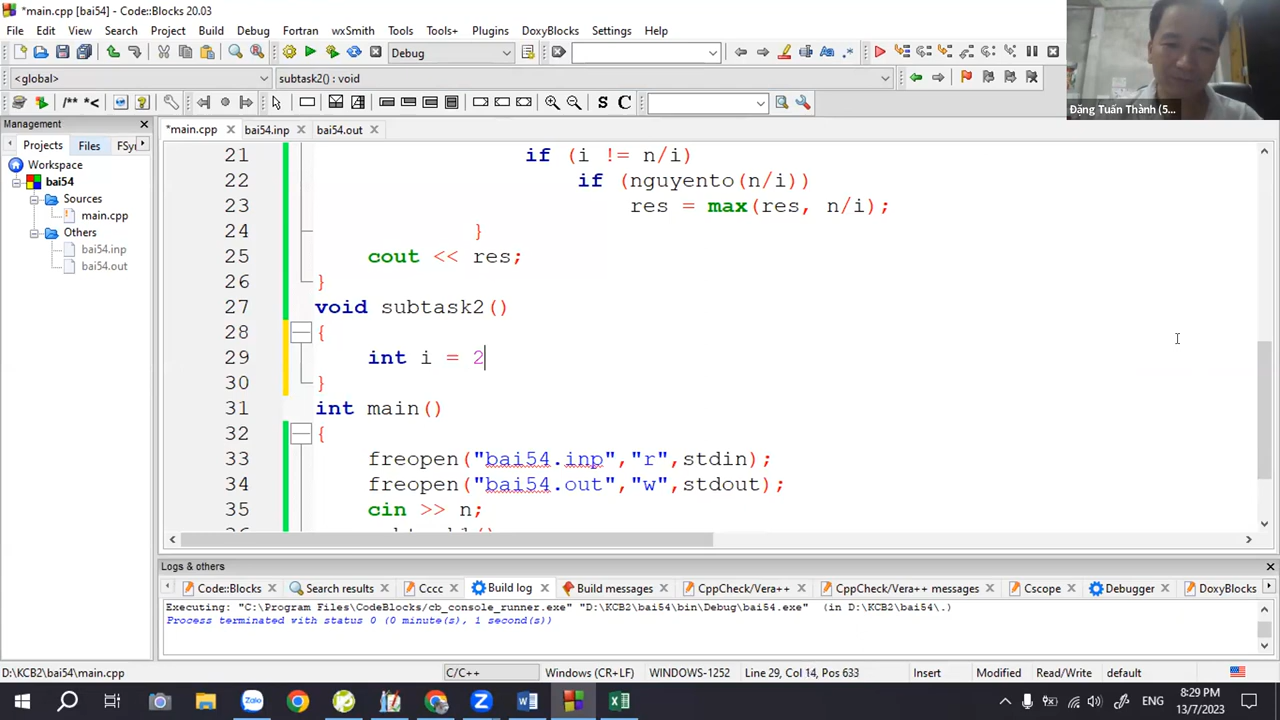 *main.cpp [bai54] - Code::Blocks 20.03
File Edit View Search Project Build Debug Fortran wxSmith Tools Tools+ Plugins DoxyBlocks Settings Help
Debug
<global>
subtask2() : void
/** *<
S C
Đặng Tuấn Thành (5...
Management
Projects Files FSy
Workspace
bai54
Sources
main.cpp
Others
bai54.inp
bai54.out
*main.cpp bai54.inp bai54.out
21 if (i != n/i)
22 if (nguyento(n/i))
23 res = max(res, n/i);
24 }
25 cout << res;
26 }
27 void subtask2()
28 {
29 int i = 2
30 }
31 int main()
32 {
33 freopen("bai54.inp","r",stdin);
34 freopen("bai54.out","w",stdout);
35 cin >> n;
Logs & others
Code::Blocks Search results Cccc Build log Build messages CppCheck/Vera++ CppCheck/Vera++ messages Cscope Debugger DoxyBlocks
Executing: "C:\Program Files\CodeBlocks/cb_console_runner.exe" "D:\KCB2\bai54\bin\Debug\bai54.exe" (in D:\KCB2\bai54\.)
Process terminated with status 0 (0 minute(s), 1 second(s))
D:\KCB2\bai54\main.cpp C/C++ Windows (CR+LF) WINDOWS-1252 Line 29, Col 14, Pos 633 Insert Modified Read/Write default
ENG
8:29 PM
13/7/2023